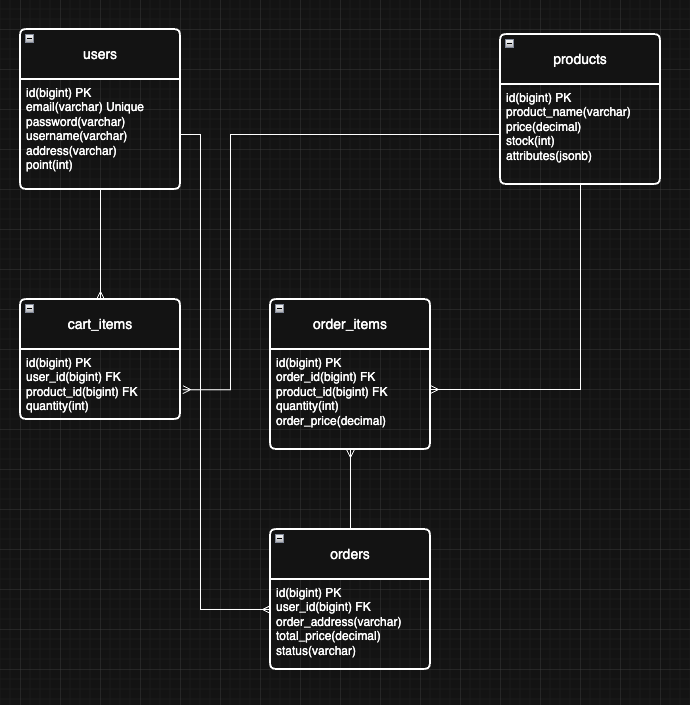 users
id(bigint) PK
email(varchar) Unique
password(varchar)
username(varchar)
address(varchar)
point(int)
products
id(bigint) PK
product_name(varchar)
price(decimal)
stock(int)
attributes(jsonb)
cart_items
id(bigint) PK
user_id(bigint) FK
product_id(bigint) FK
quantity(int)
order_items
id(bigint) PK
order_id(bigint) FK
product_id(bigint) FK
quantity(int)
order_price(decimal)
orders
id(bigint) PK
user_id(bigint) FK
order_address(varchar)
total_price(decimal)
status(varchar)